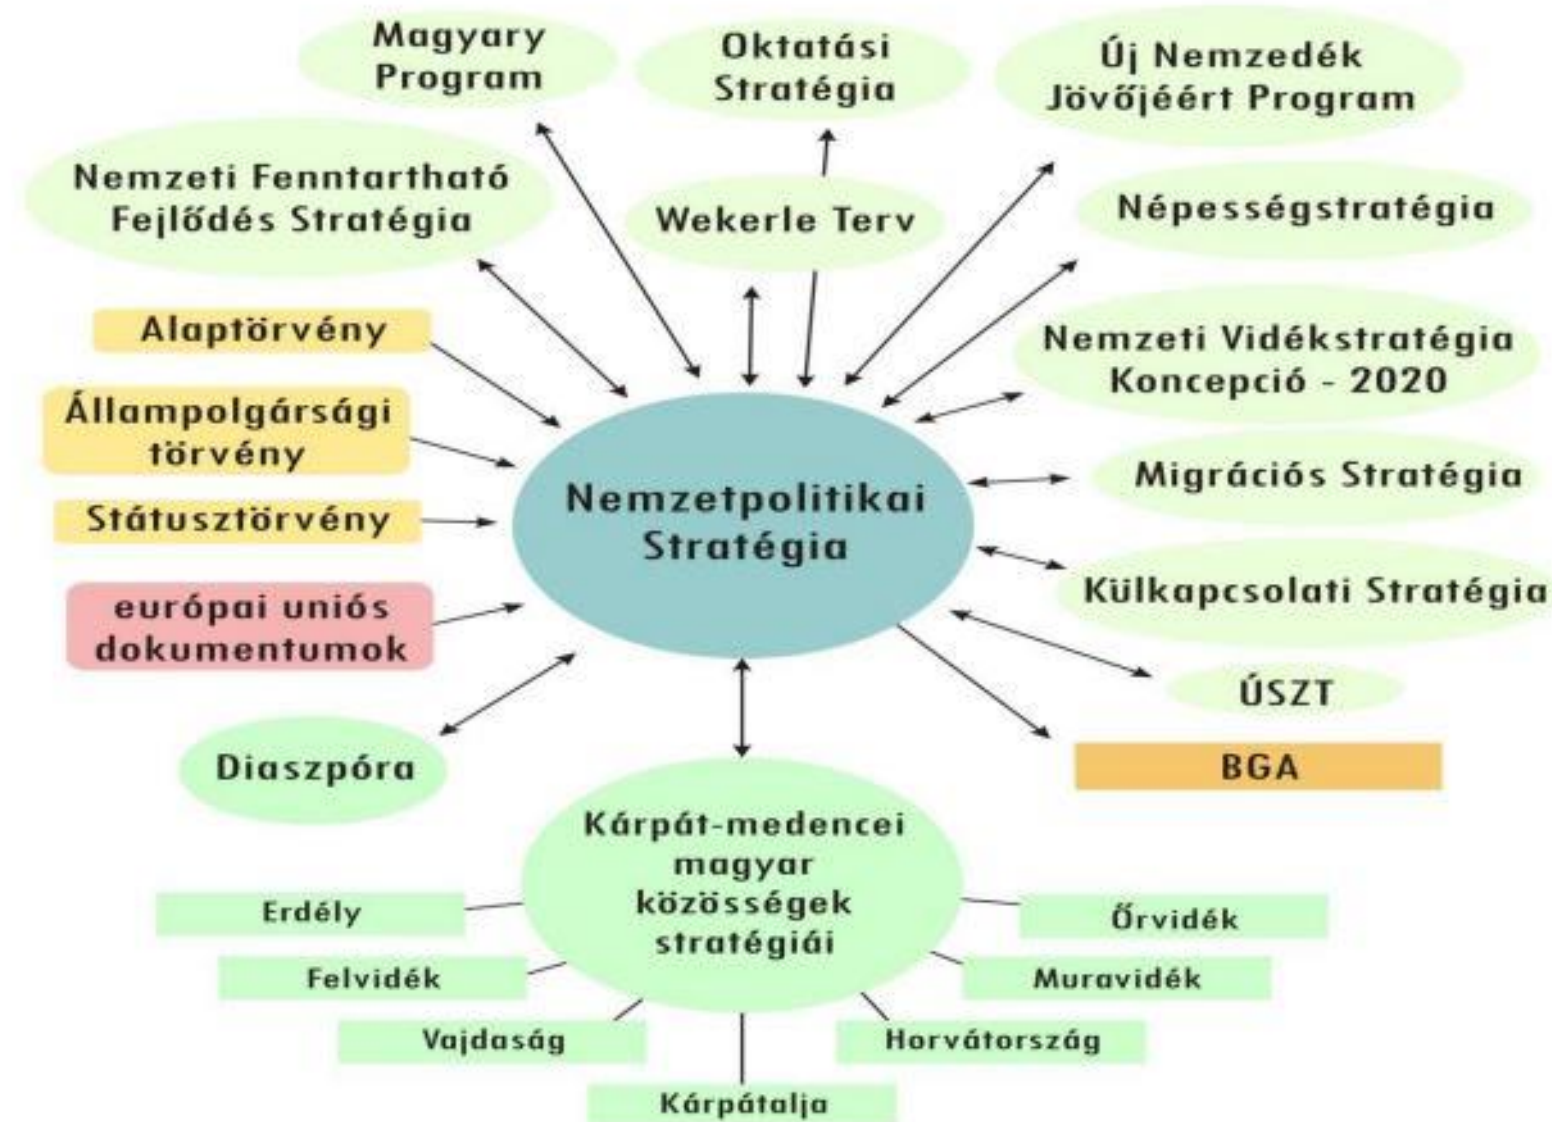 Magyary
Program
Oktatási
Stratégia
Új Nemzedék
Jövőjéért Program
Nemzeti Fenntartható
Fejlődés Stratégia
Wekerle Terv
Népességstratégia
Alaptörvény
Nemzeti Vidékstratégia
Koncepció - 2020
Állampolgársági
törvény
Migrációs Stratégia
Státusztörvény
Nemzetpolitikai
Stratégia
európai uniós
dokumentumok
Külkapcsolati Stratégia
ÚSZT
Diaszpóra
BGA
Kárpát-medencei
magyar
közösségek
stratégiái
Erdély
Őrvidék
Felvidék
Muravidék
Vajdaság
Horvátország
Kárpátalja